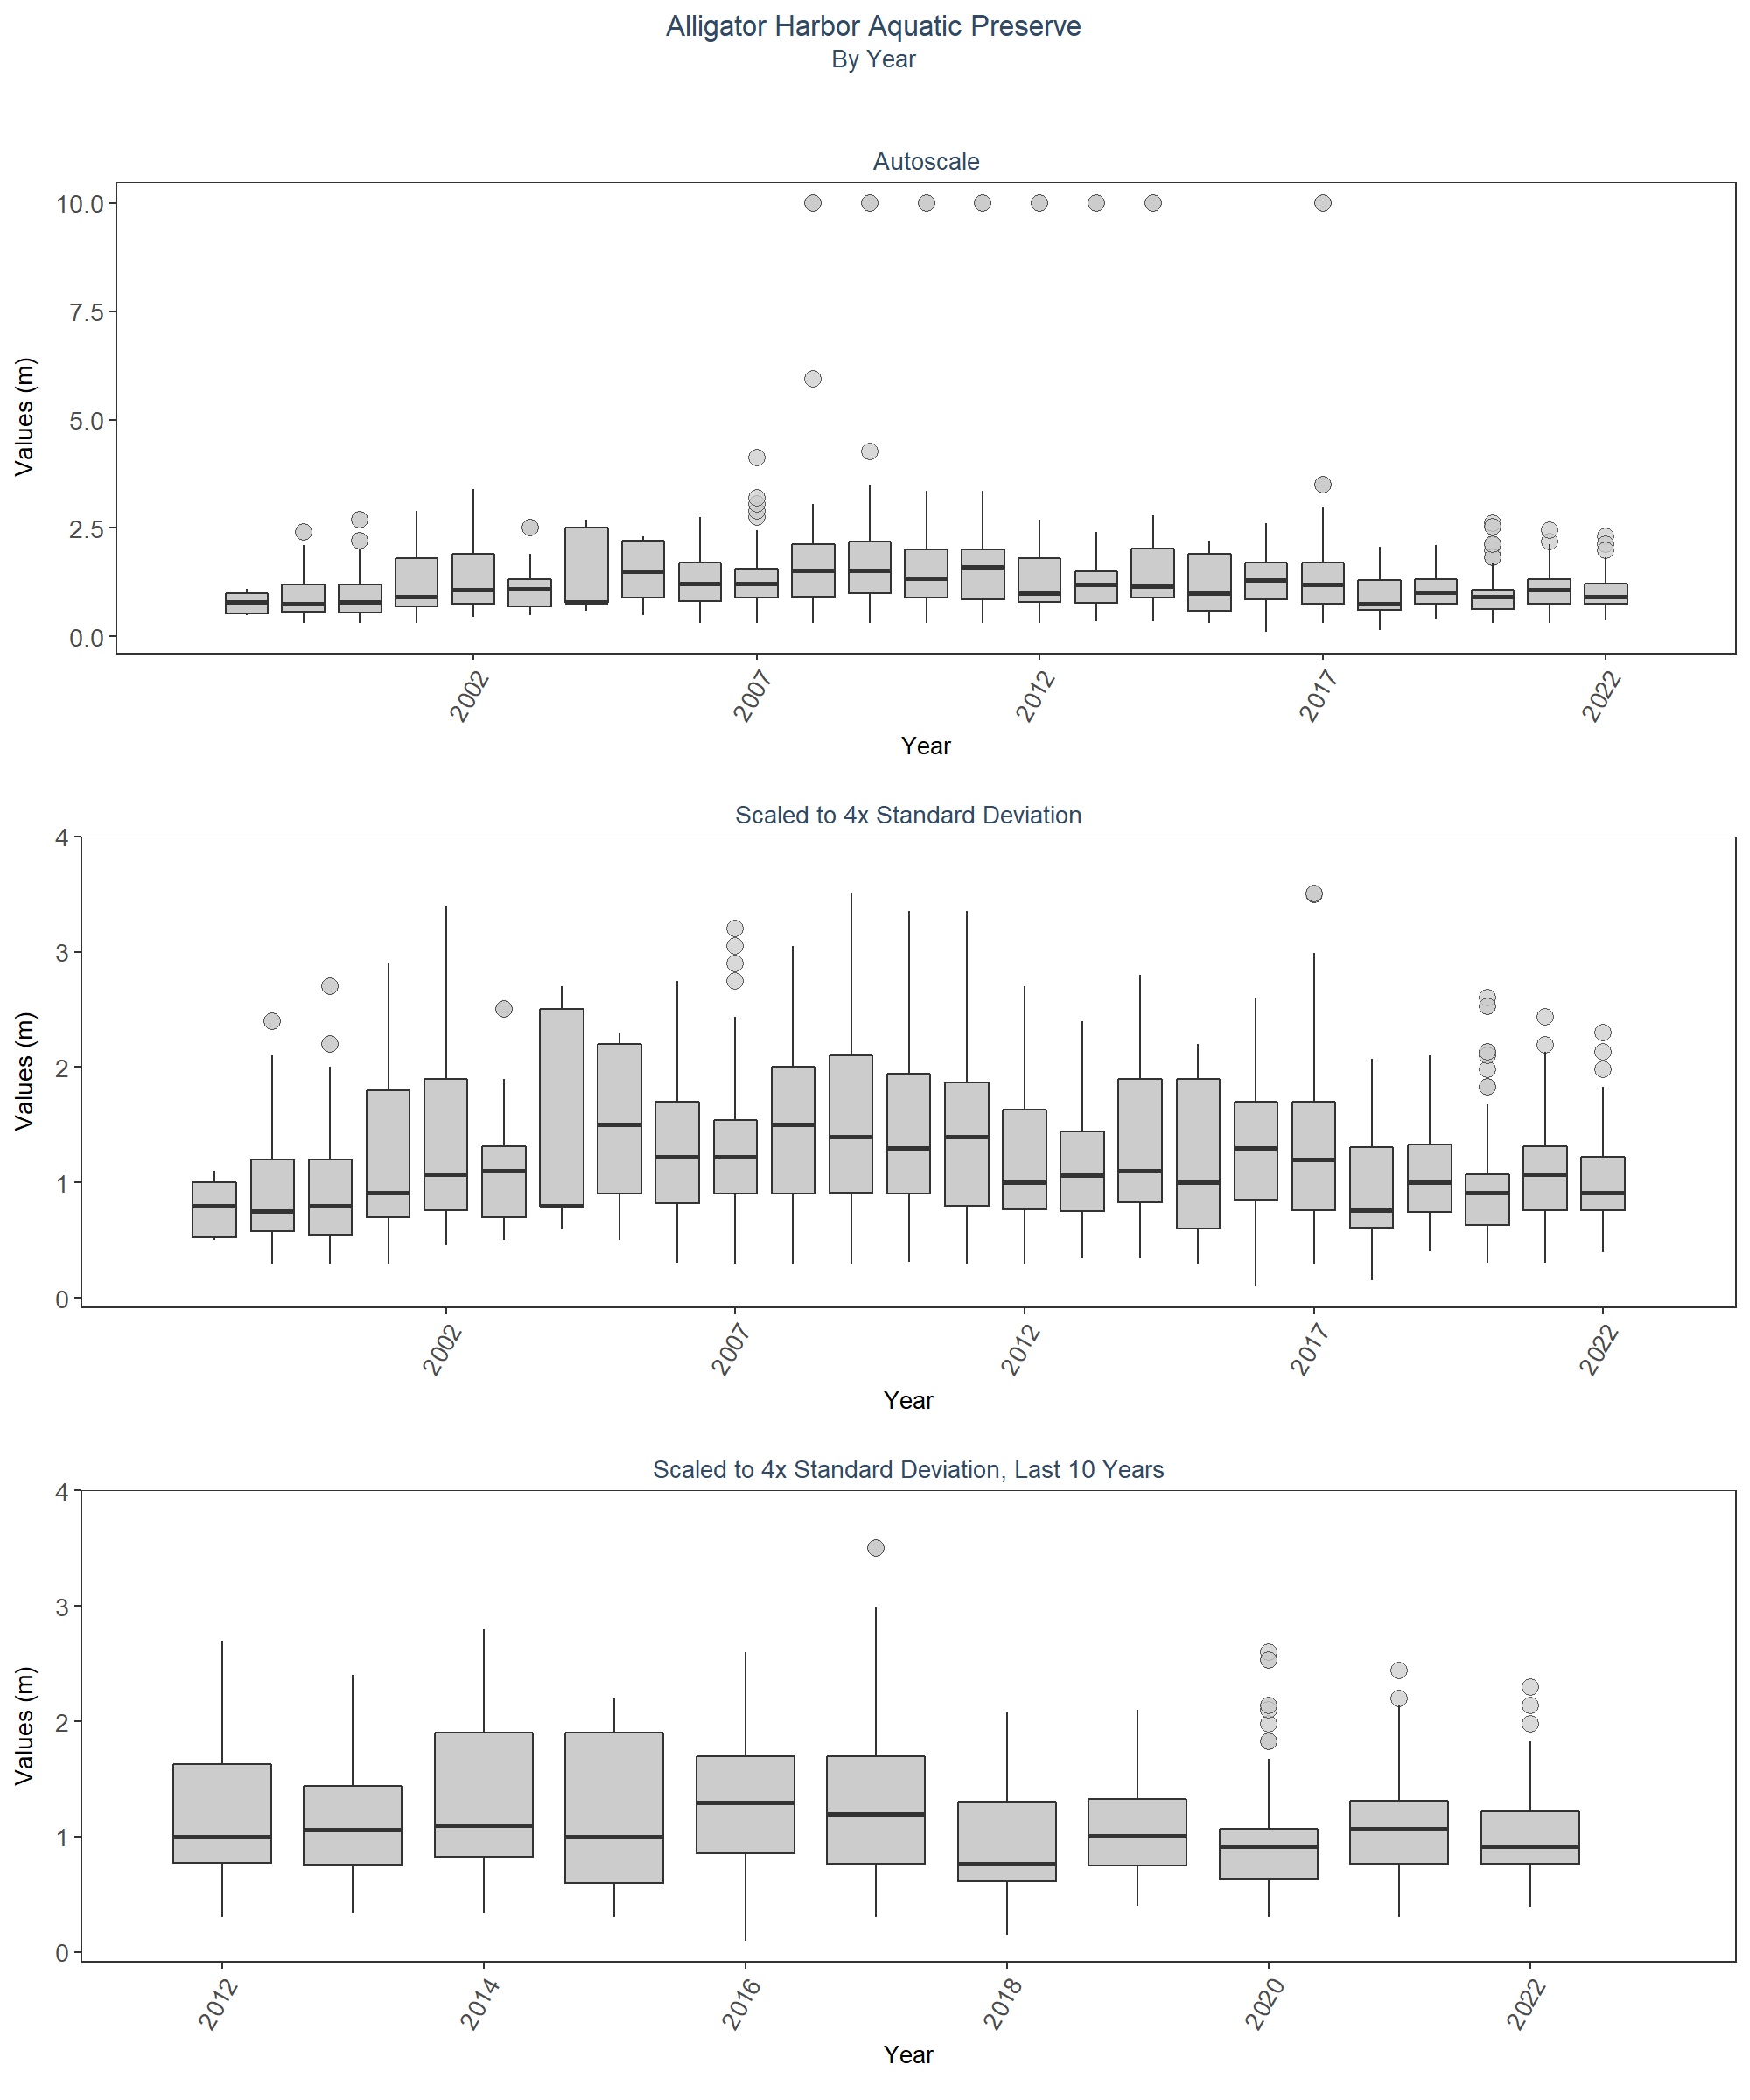 Alligator Harbor Aquatic Preserve
By Year
Autoscale
10.0
7.5
5.0
2.5
0.0
Values (m)
2002 2007 2012 2017 2022
Year
Scaled to 4x Standard Deviation
4
3
2
1
0
Values (m)
2002 2007 2012 2017 2022
Year
Scaled to 4x Standard Deviation, Last 10 Years
4
3
2
1
0
Values (m)
2012 2014 2016 2018 2020 2022
Year